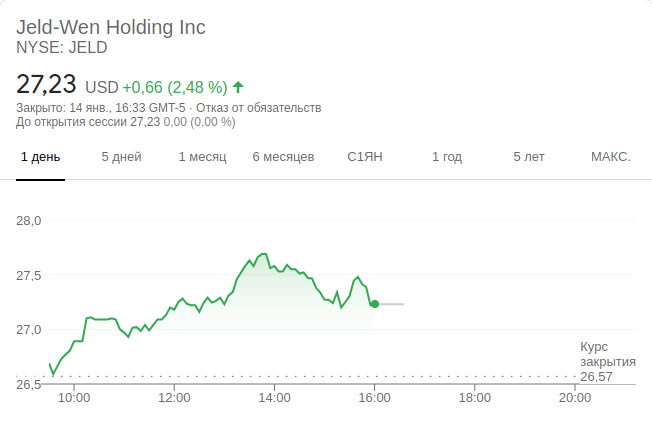 Jeld-Wen Holding Inc
NYSE: JELD
27,23 USD +0,66 (2,48 %)
Закрыто: 14 янв., 16:33 GMT-5 · Отказ от обязательств
До открытия сессии 27,23 0,00 (0,00 %)
1 день 5 дней 1 месяц 6 месяцев С1ЯН 1 год 5 лет МАКС.
28,0
27,5
27,0
Курс
закрытия
26,57
26,5
10:00 12:00 14:00 16:00 18:00 20:00